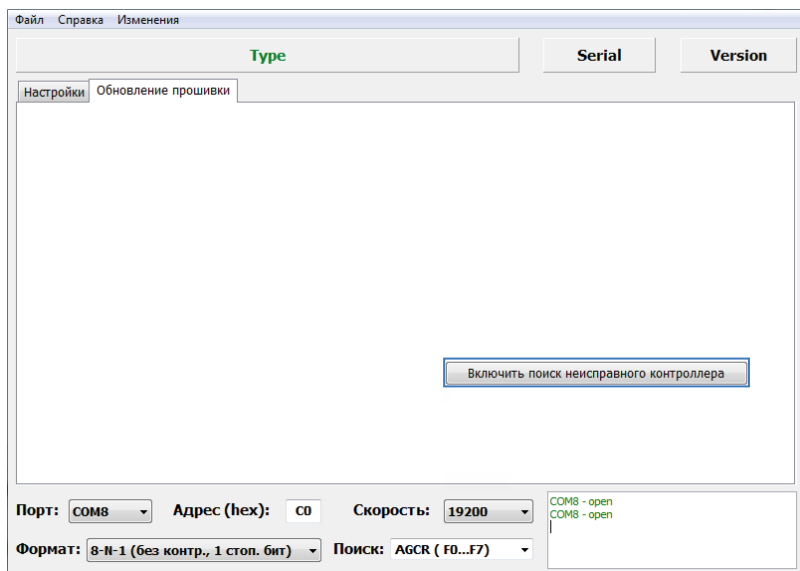 Файл Справка Изменения
Type Serial Version
Настройки Обновление прошивки
Включить поиск неисправного контроллера
Порт: COM8 Адрес (hex): C0 Скорость: 19200
Формат: 8-N-1 (без контр., 1 стоп. бит) Поиск: AGCR ( F0...F7)
COM8 - open
COM8 - open